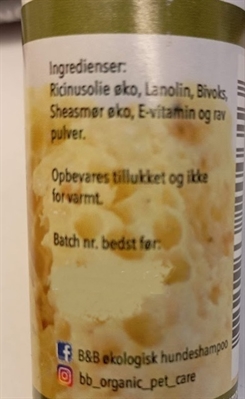 Ingredienser:
Ricinusolie øko, Lanolin, Bivoks,
Sheasmør øko, E-vitamin og rav
pulver.
Opbevares tillukket og ikke
for varmt.
Batch nr. bedst før:
B&B økologisk hundeshampoo
bb_organic_pet_care